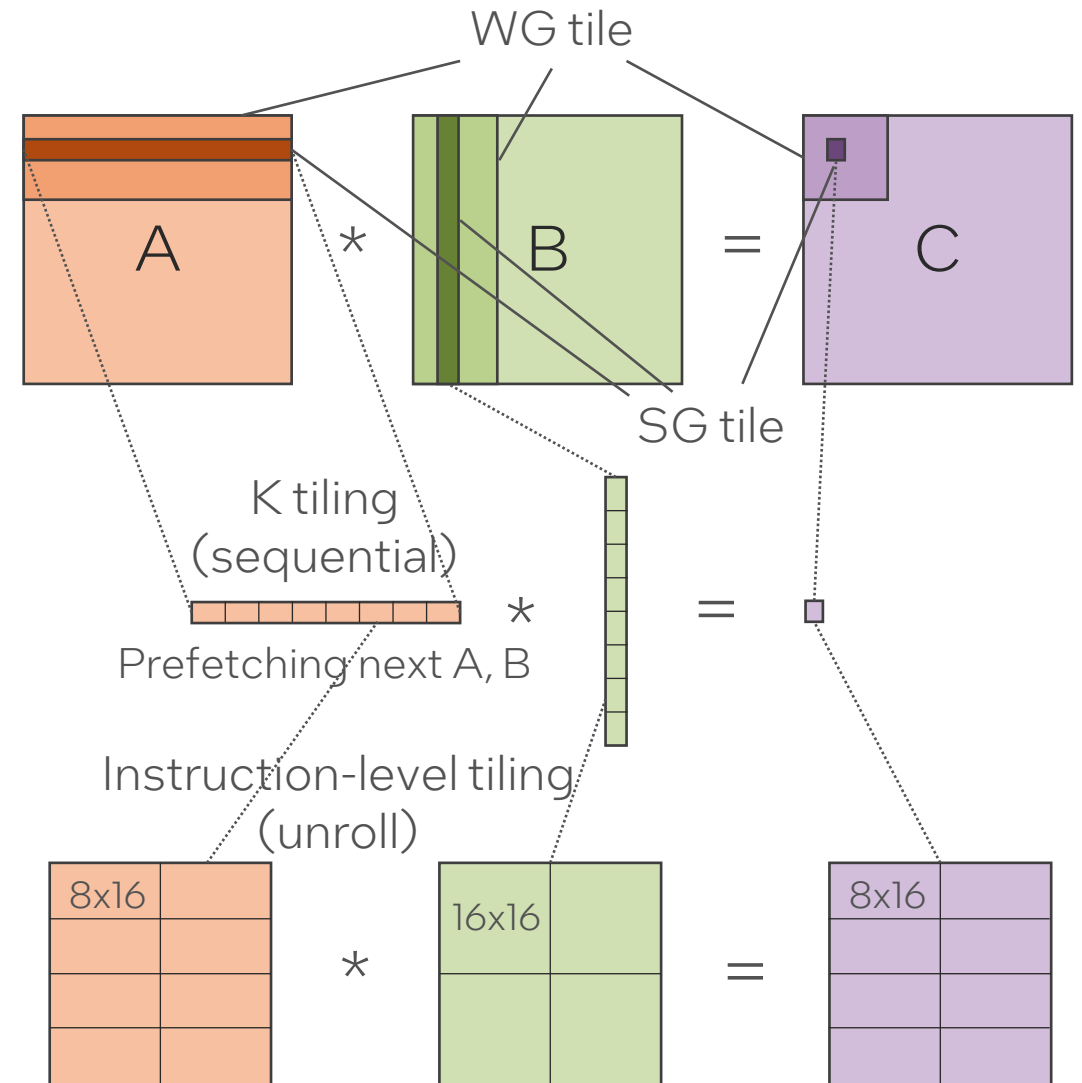 WG tile
A
*
B
=
C
SG tile
K tiling
(sequential)
*
=
Prefetching next A, B
Instruction-level tiling
(unroll)
8x16
*
16x16
=
8x16